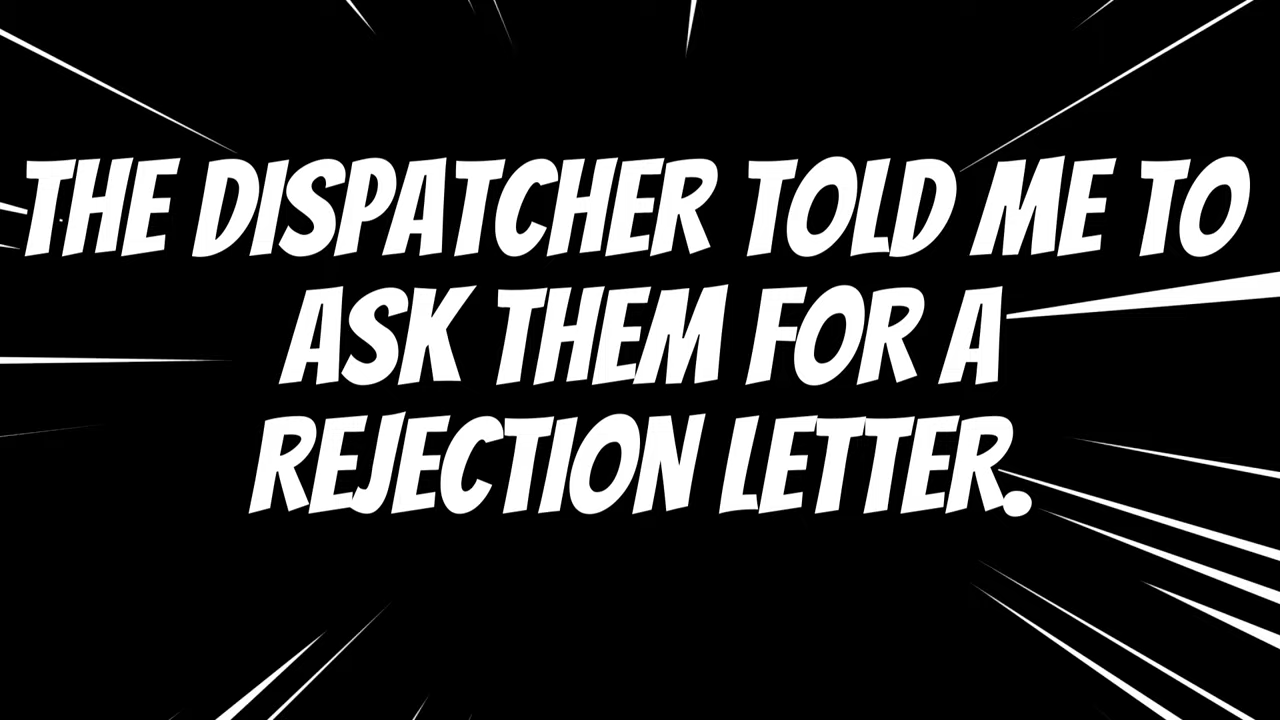 THE DISPATCHER TOLD ME TO
ASK THEM FOR A
REJECTION LETTER.